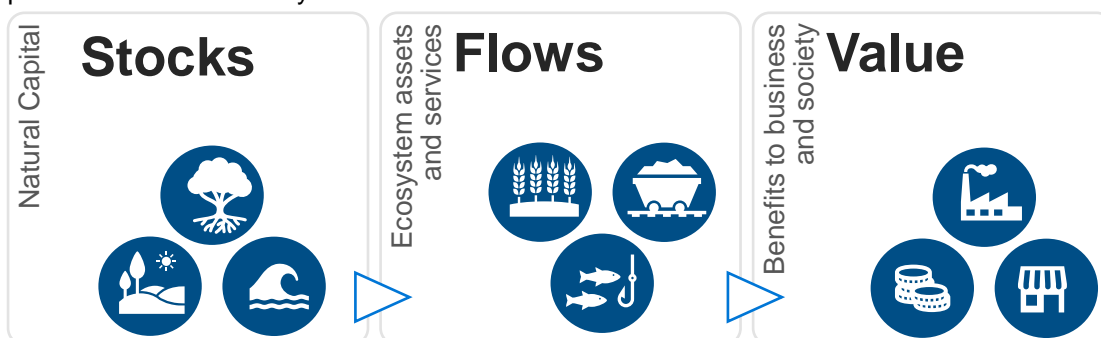 Natural Capital
Stocks
Ecosystem assets
and services
Flows
Benefits to business
and society
Value